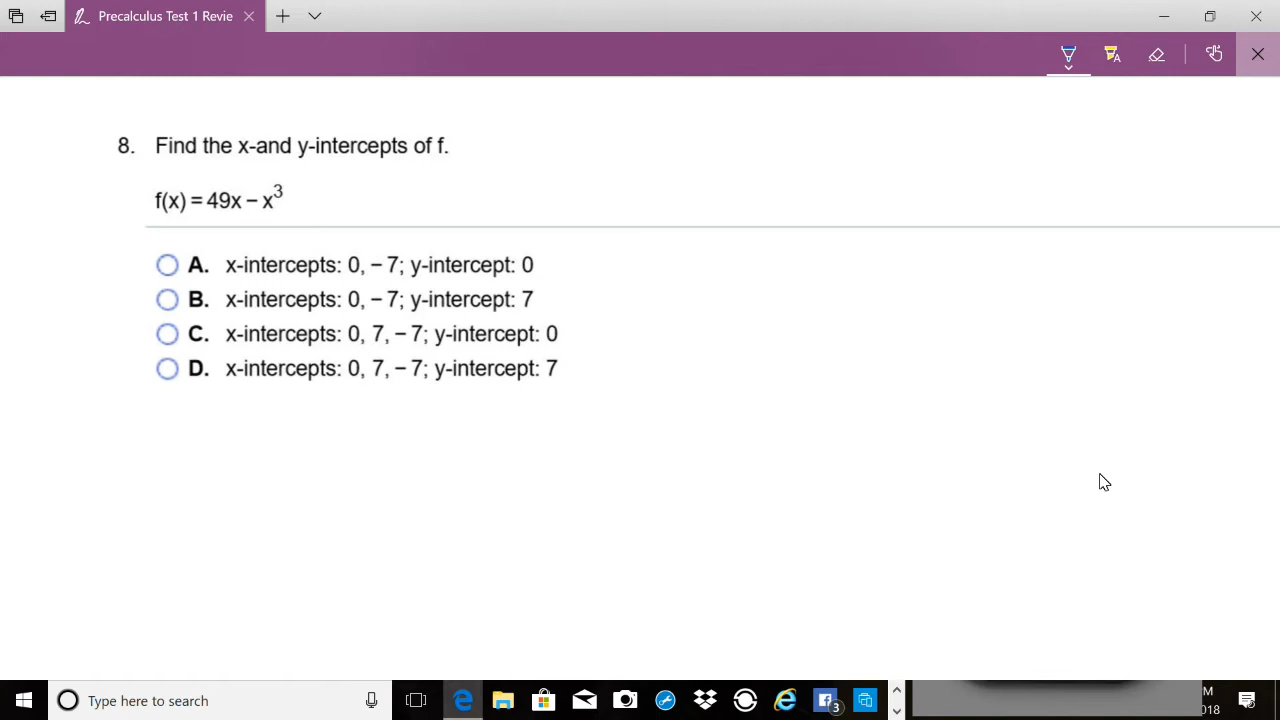 Precalculus Test 1 Revie
8. Find the x-and y-intercepts of f.
f(x) = 49x − x³
A. x-intercepts: 0, − 7; y-intercept: 0
B. x-intercepts: 0, − 7; y-intercept: 7
C. x-intercepts: 0, 7, − 7; y-intercept: 0
D. x-intercepts: 0, 7, − 7; y-intercept: 7
Type here to search
3
M
018